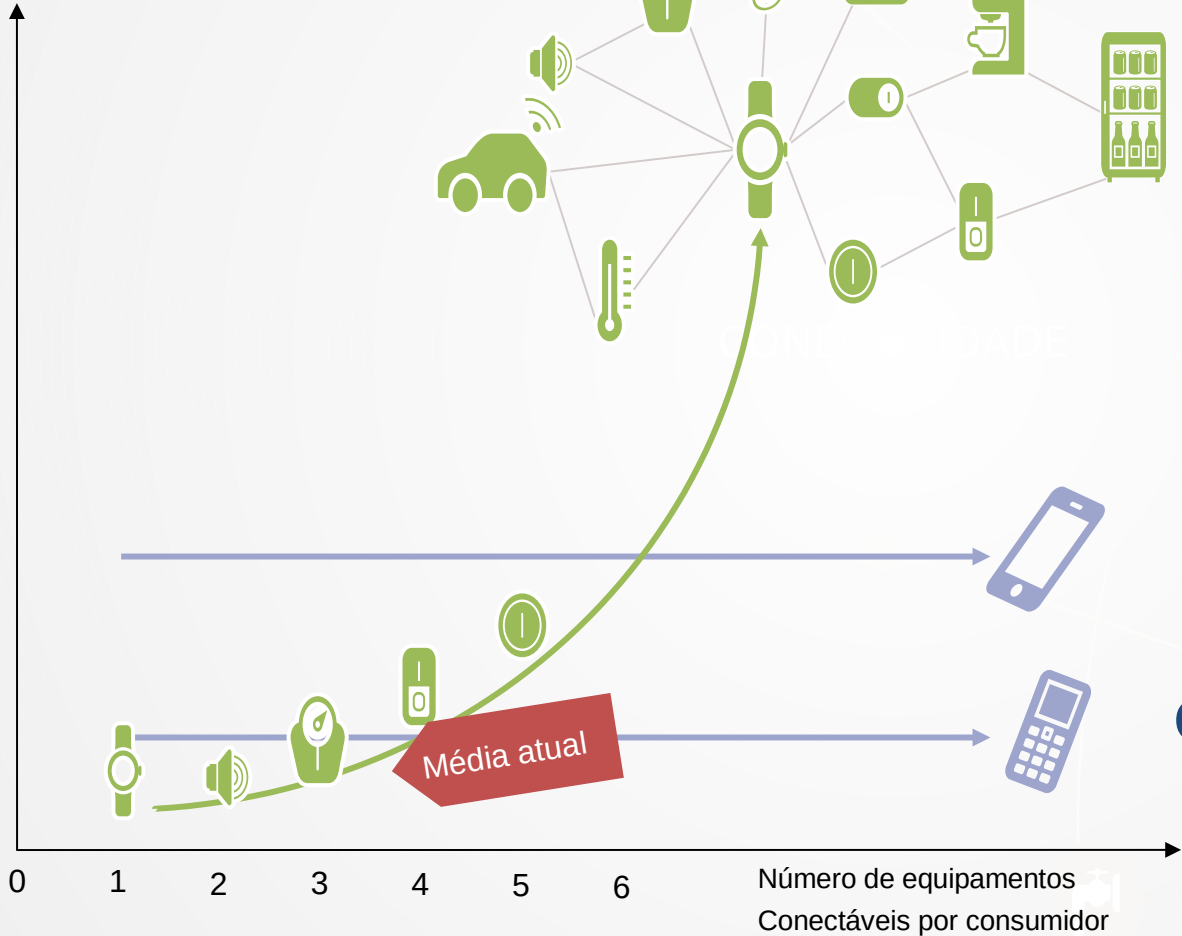 Média atual
0 1 2 3 4 5 6
Número de equipamentos
Conectáveis por consumidor